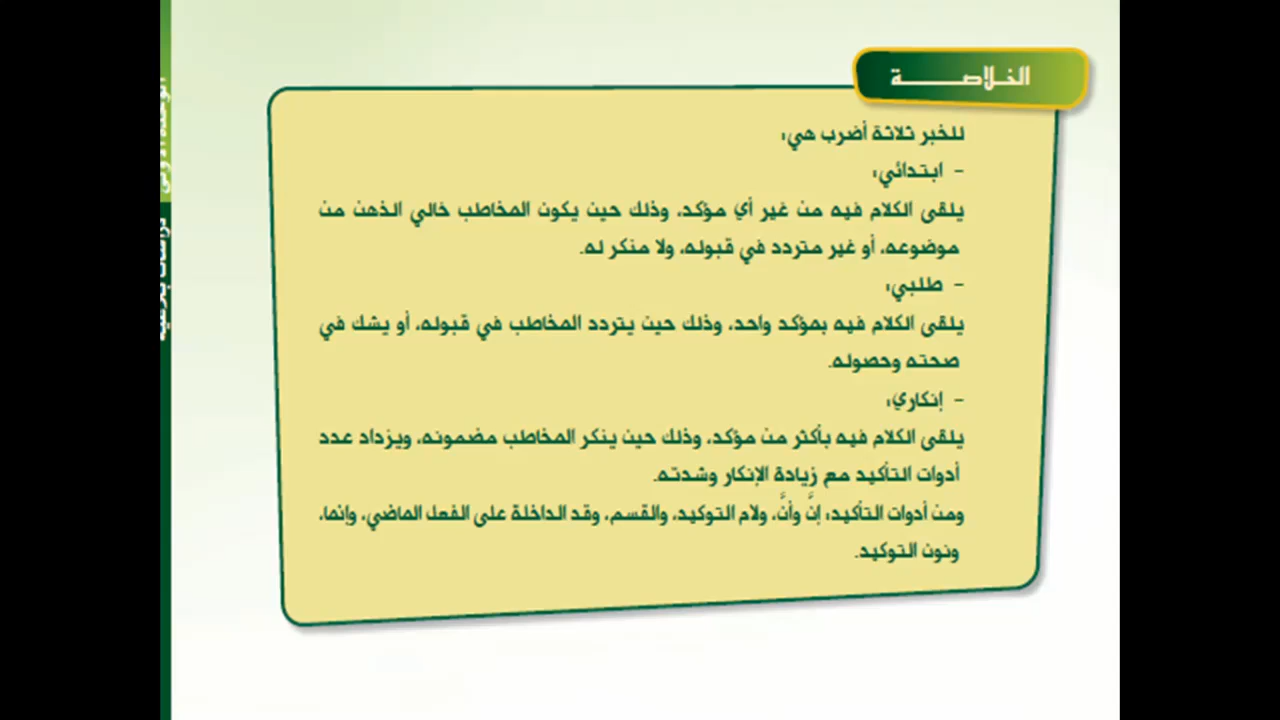 الخلاصة
للخبر ثلاثة أضرب هي:
- ابتدائي:
يلقى الكلام فيه من غير أي مؤكد، وذلك حين يكون المخاطب خالي الذهن من
موضوعه، أو غير متردد في قبوله، ولا منكر له.
- طلبي:
يلقى الكلام فيه بمؤكد واحد، وذلك حين يتردد المخاطب في قبوله، أو يشك في
صحته وحصوله.
- إنكاري:
يلقى الكلام فيه بأكثر من مؤكد، وذلك حين ينكر المخاطب مضمونه، ويزداد عدد
أدوات التأكيد مع زيادة الإنكار وشدته.
ومن أدوات التأكيد: إنَّ وأنَّ، ولام التوكيد، والقسم، وقد الداخلة على الفعل الماضي، وإنما،
ونون التوكيد.